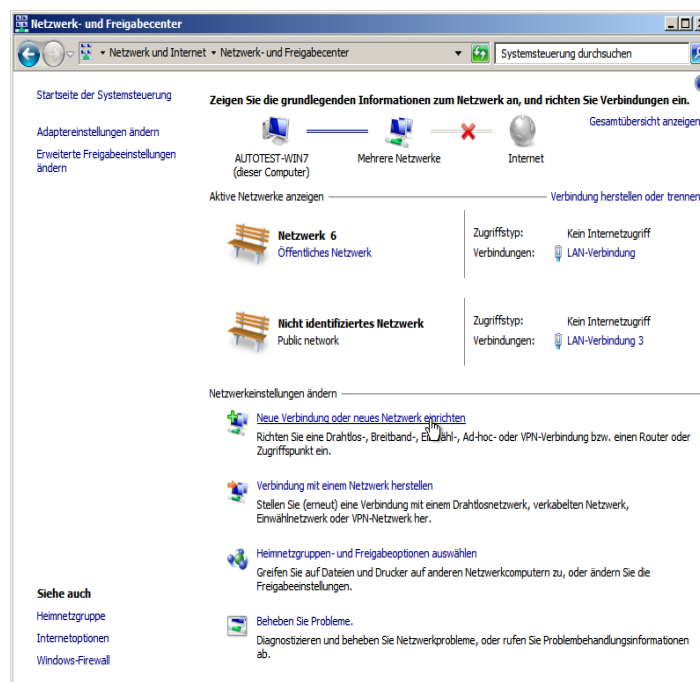 Netzwerk- und Freigabecenter
Netzwerk und Internet Netzwerk- und Freigabecenter
Systemsteuerung durchsuchen
Startseite der Systemsteuerung
Adaptereinstellungen ändern
Erweiterte Freigabeeinstellungen
ändern
Siehe auch
Heimnetzgruppe
Internetoptionen
Windows-Firewall
Zeigen Sie die grundlegenden Informationen zum Netzwerk an, und richten Sie Verbindungen ein.
Gesamtübersicht anzeigen
AUTOTEST-WIN7
(dieser Computer)
Mehrere Netzwerke
Internet
Aktive Netzwerke anzeigen
Verbindung herstellen oder trennen
Netzwerk 6
Öffentliches Netzwerk
Zugriffstyp: Kein Internetzugriff
Verbindungen: LAN-Verbindung
Nicht identifiziertes Netzwerk
Public network
Zugriffstyp: Kein Internetzugriff
Verbindungen: LAN-Verbindung 3
Netzwerkeinstellungen ändern
Neue Verbindung oder neues Netzwerk einrichten
Richten Sie eine Drahtlos-, Breitband-, Einwähl-, Ad-hoc- oder VPN-Verbindung bzw. einen Router oder
Zugriffspunkt ein.
Verbindung mit einem Netzwerk herstellen
Stellen Sie (erneut) eine Verbindung mit einem Drahtlosnetzwerk, verkabelten Netzwerk,
Einwählnetzwerk oder VPN-Netzwerk her.
Heimnetzgruppen- und Freigabeoptionen auswählen
Greifen Sie auf Dateien und Drucker auf anderen Netzwerkcomputern zu, oder ändern Sie die
Freigabeeinstellungen.
Beheben Sie Probleme.
Diagnostizieren und beheben Sie Netzwerkprobleme, oder rufen Sie Problembehandlungsinformationen
ab.